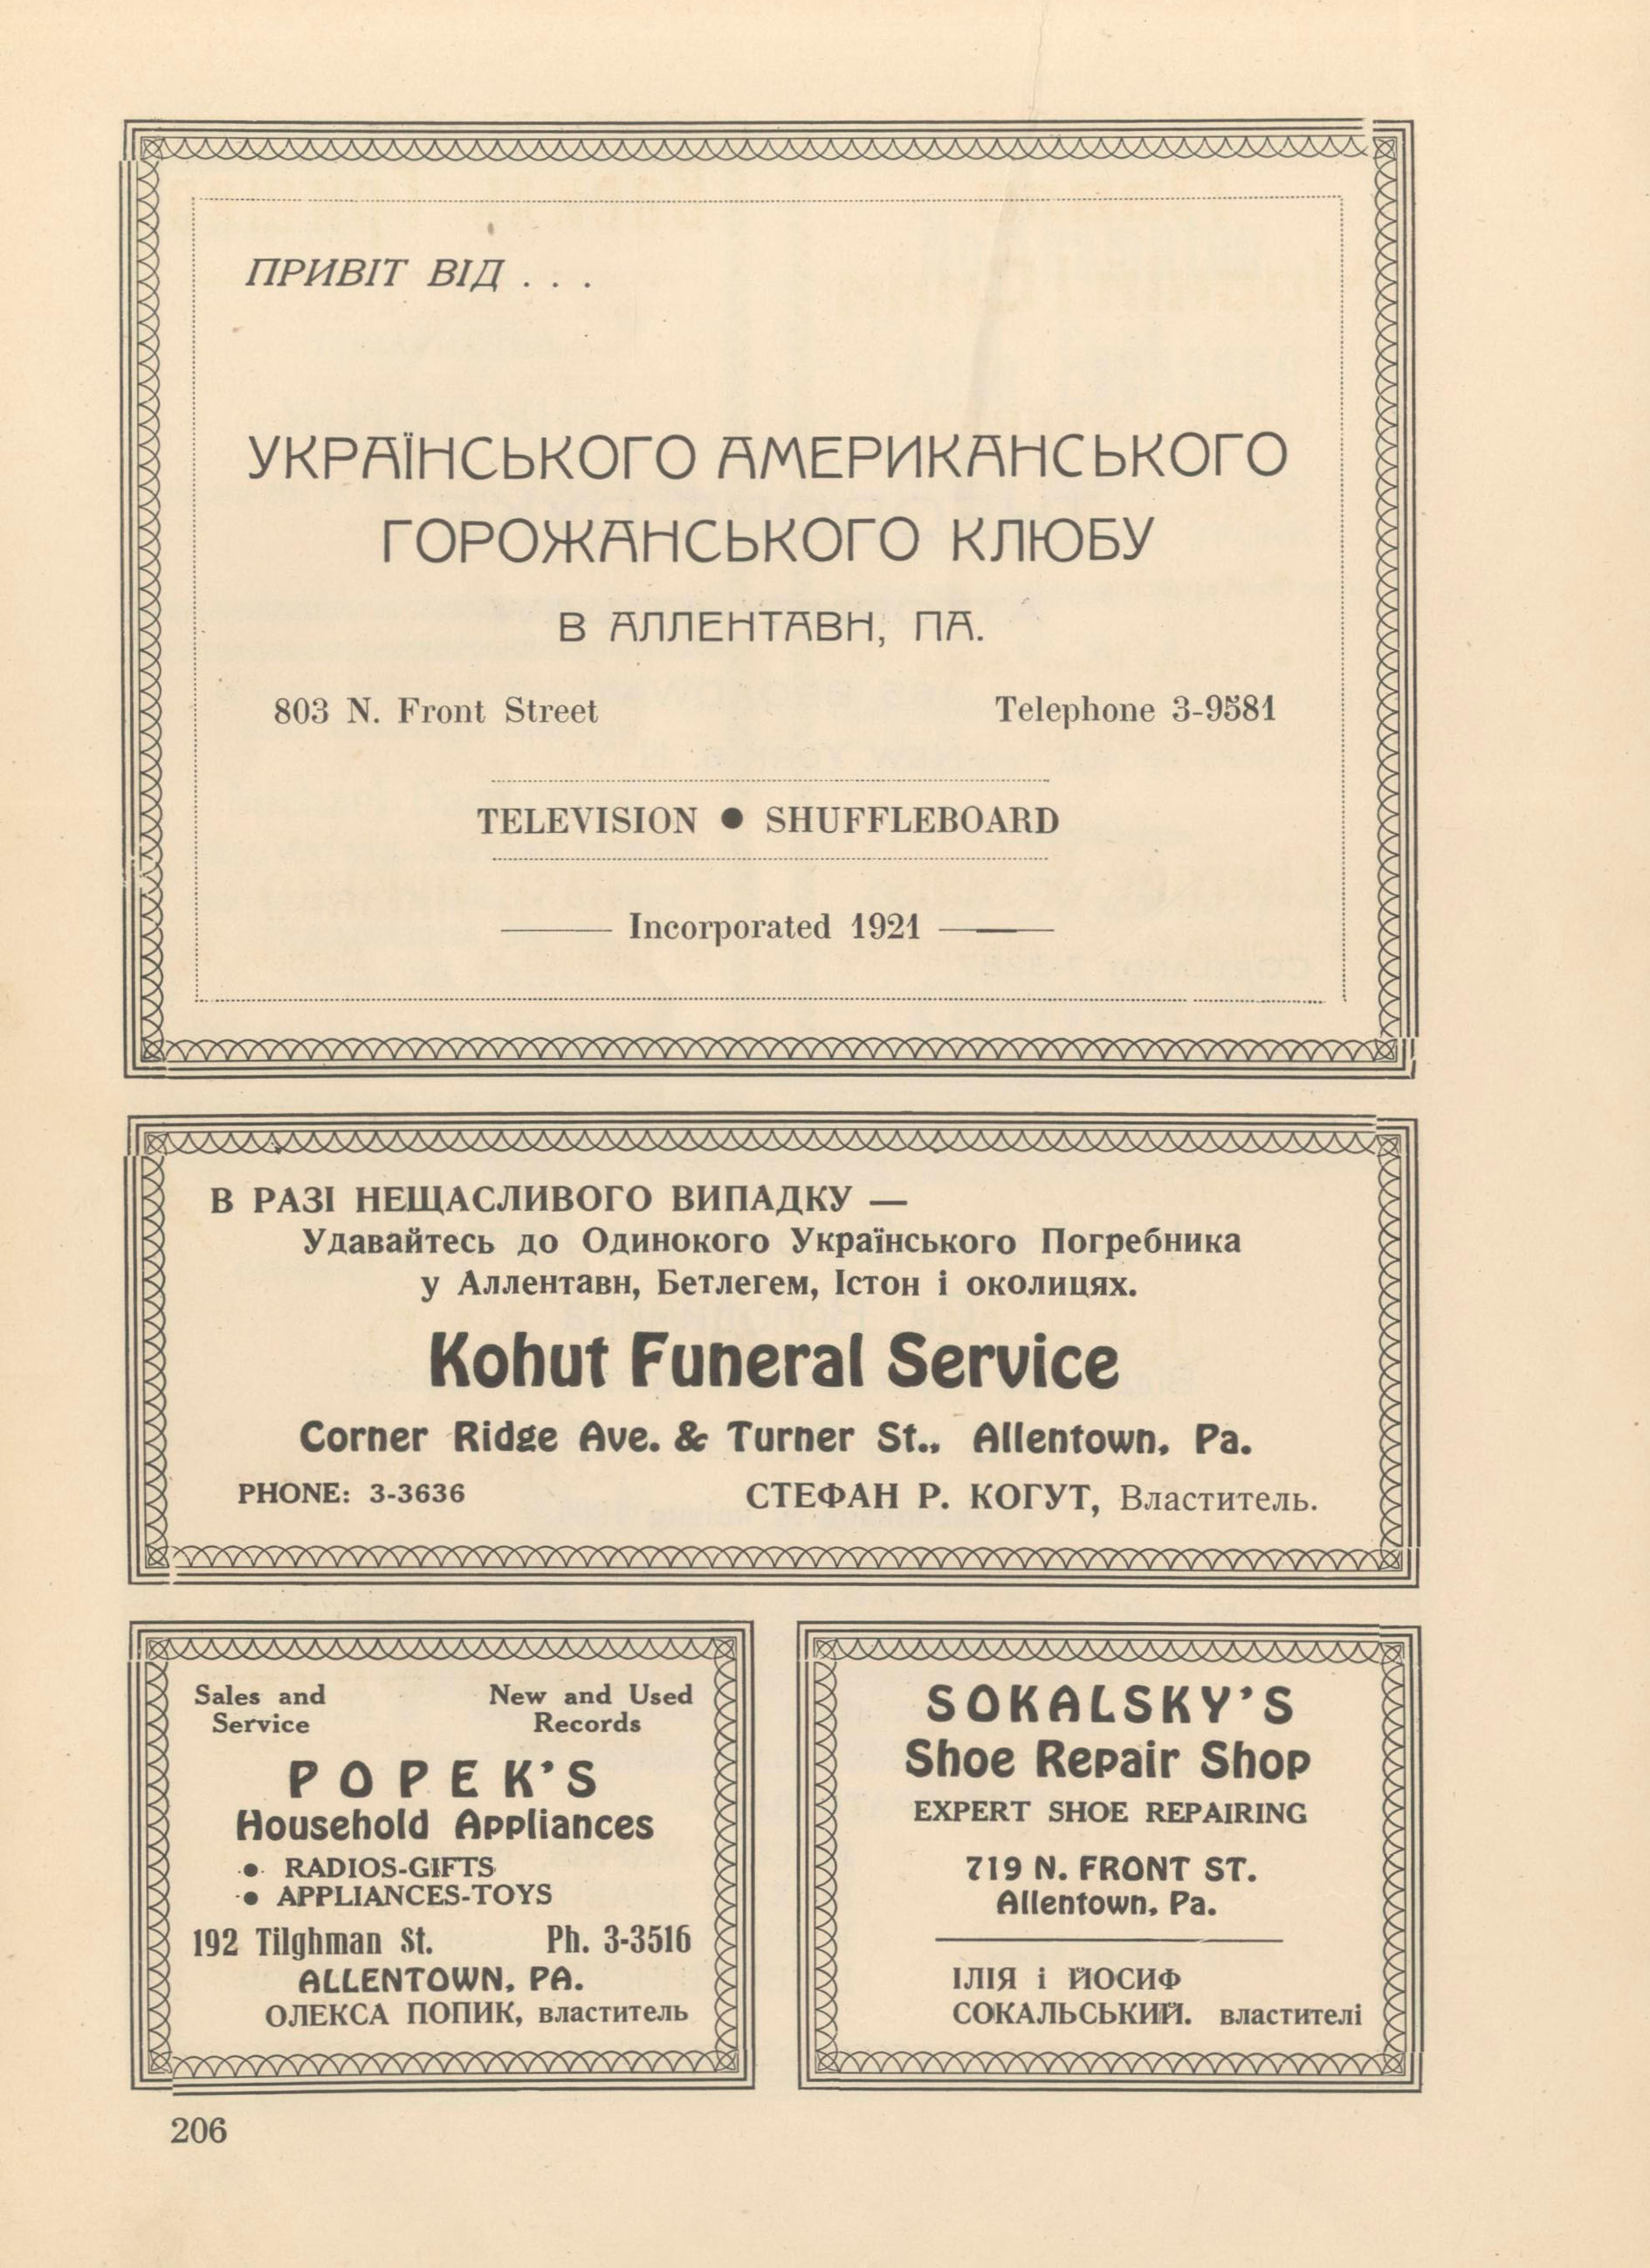 ПРИВІТ ВІД . . .
УКРАЇНСЬКОГО АМЕРИКАНСЬКОГО
ГОРОЖАНСЬКОГО КЛЮБУ
В АЛЛЕНТАВН, ПА.
803 N. Front Street Telephone 3-9581
TELEVISION ● SHUFFLEBOARD
Incorporated 1921
В РАЗІ НЕЩАСЛИВОГО ВИПАДКУ —
Удавайтесь до Одинокого Українського Погребника
у Аллентавн, Бетлегем, Істон і околицях.
Kohut Funeral Service
Corner Ridge Ave. & Turner St., Allentown, Pa.
PHONE: 3-3636 СТЕФАН Р. КОГУТ, Властитель.
Sales and New and Used
Service Records
POPEK'S
Household Appliances
● RADIOS-GIFTS
● APPLIANCES-TOYS
192 Tilghman St. Ph. 3-3516
ALLENTOWN, PA.
ОЛЕКСА ПОПИК, властитель
SOKALSKY'S
Shoe Repair Shop
EXPERT SHOE REPAIRING
719 N. FRONT ST.
Allentown, Pa.
ІЛІЯ і ЙОСИФ
СОКАЛЬСЬКИЙ. властителі
206